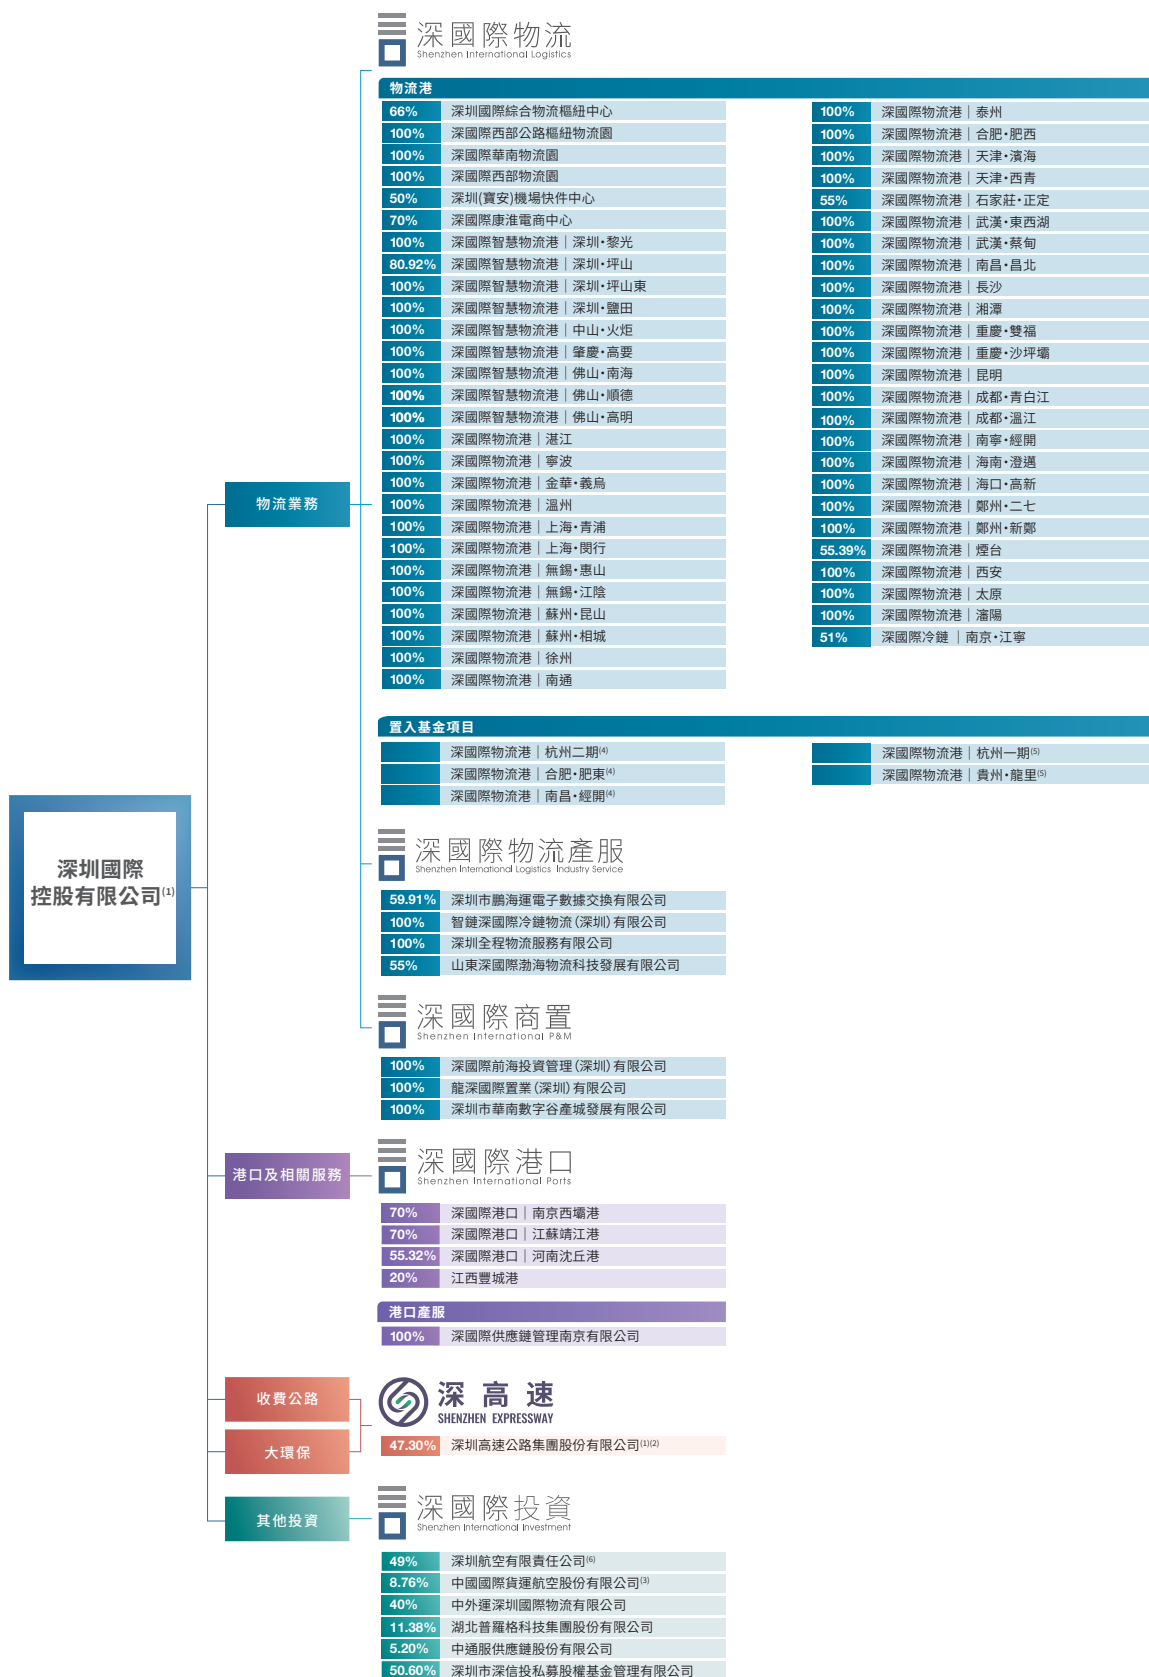 深國際物流
Shenzhen International Logistics
物流港
66% 深圳國際綜合物流樞紐中心
100% 深國際西部公路樞紐物流園
100% 深國際華南物流園
100% 深國際西部物流園
50% 深圳(寶安)機場快件中心
70% 深國際康淮電商中心
100% 深國際智慧物流港｜深圳•黎光
80.92% 深國際智慧物流港｜深圳•坪山
100% 深國際智慧物流港｜深圳•坪山東
100% 深國際智慧物流港｜深圳•鹽田
100% 深國際智慧物流港｜中山•火炬
100% 深國際智慧物流港｜肇慶•高要
100% 深國際智慧物流港｜佛山•南海
100% 深國際智慧物流港｜佛山•順德
100% 深國際智慧物流港｜佛山•高明
100% 深國際物流港｜湛江
100% 深國際物流港｜寧波
100% 深國際物流港｜金華•義烏
100% 深國際物流港｜溫州
100% 深國際物流港｜上海•青浦
100% 深國際物流港｜上海•閔行
100% 深國際物流港｜無錫•惠山
100% 深國際物流港｜無錫•江陰
100% 深國際物流港｜蘇州•昆山
100% 深國際物流港｜蘇州•相城
100% 深國際物流港｜徐州
100% 深國際物流港｜南通
100% 深國際物流港｜泰州
100% 深國際物流港｜合肥•肥西
100% 深國際物流港｜天津•濱海
100% 深國際物流港｜天津•西青
55% 深國際物流港｜石家莊•正定
100% 深國際物流港｜武漢•東西湖
100% 深國際物流港｜武漢•蔡甸
100% 深國際物流港｜南昌•昌北
100% 深國際物流港｜長沙
100% 深國際物流港｜湘潭
100% 深國際物流港｜重慶•雙福
100% 深國際物流港｜重慶•沙坪壩
100% 深國際物流港｜昆明
100% 深國際物流港｜成都•青白江
100% 深國際物流港｜成都•溫江
100% 深國際物流港｜南寧•經開
100% 深國際物流港｜海南•澄邁
100% 深國際物流港｜海口•高新
100% 深國際物流港｜鄭州•二七
100% 深國際物流港｜鄭州•新鄭
55.39% 深國際物流港｜煙台
100% 深國際物流港｜西安
100% 深國際物流港｜太原
100% 深國際物流港｜瀋陽
51% 深國際冷鏈｜南京•江寧
物流業務
置入基金項目
深國際物流港｜杭州二期(4)
深國際物流港｜合肥•肥東(4)
深國際物流港｜南昌•經開(4)
深國際物流港｜杭州一期(5)
深國際物流港｜貴州•龍里(5)
深圳國際
控股有限公司(1)
深國際物流產服
Shenzhen International Logistics Industry Service
59.91% 深圳市鵬海運電子數據交換有限公司
100% 智鏈深國際冷鏈物流(深圳)有限公司
100% 深圳全程物流服務有限公司
55% 山東深國際渤海物流科技發展有限公司
深國際商置
Shenzhen International P&M
100% 深國際前海投資管理(深圳)有限公司
100% 龍深國際置業(深圳)有限公司
100% 深圳市華南數字谷產城發展有限公司
港口及相關服務
深國際港口
Shenzhen International Ports
70% 深國際港口｜南京西壩港
70% 深國際港口｜江蘇靖江港
55.32% 深國際港口｜河南沈丘港
20% 江西豐城港
港口產服
100% 深國際供應鏈管理南京有限公司
收費公路
大環保
深高速
SHENZHEN EXPRESSWAY
47.30% 深圳高速公路集團股份有限公司(1)(2)
其他投資
深國際投資
Shenzhen International Investment
49% 深圳航空有限責任公司(6)
8.76% 中國國際貨運航空股份有限公司(3)
40% 中外運深圳國際物流有限公司
11.38% 湖北普羅格科技集團股份有限公司
5.20% 中通服供應鏈股份有限公司
50.60% 深圳市深信投私募股權基金管理有限公司